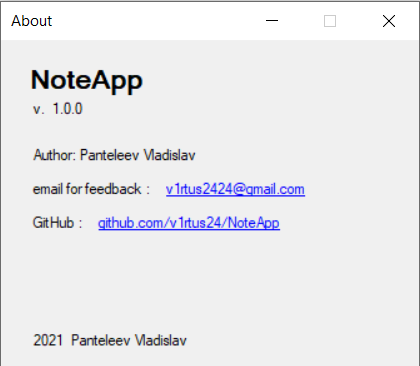 About
NoteApp
v. 1.0.0
Author: Panteleev Vladislav
email for feedback : v1rtus2424@gmail.com
GitHub : github.com/v1rtus24/NoteApp
2021 Panteleev Vladislav